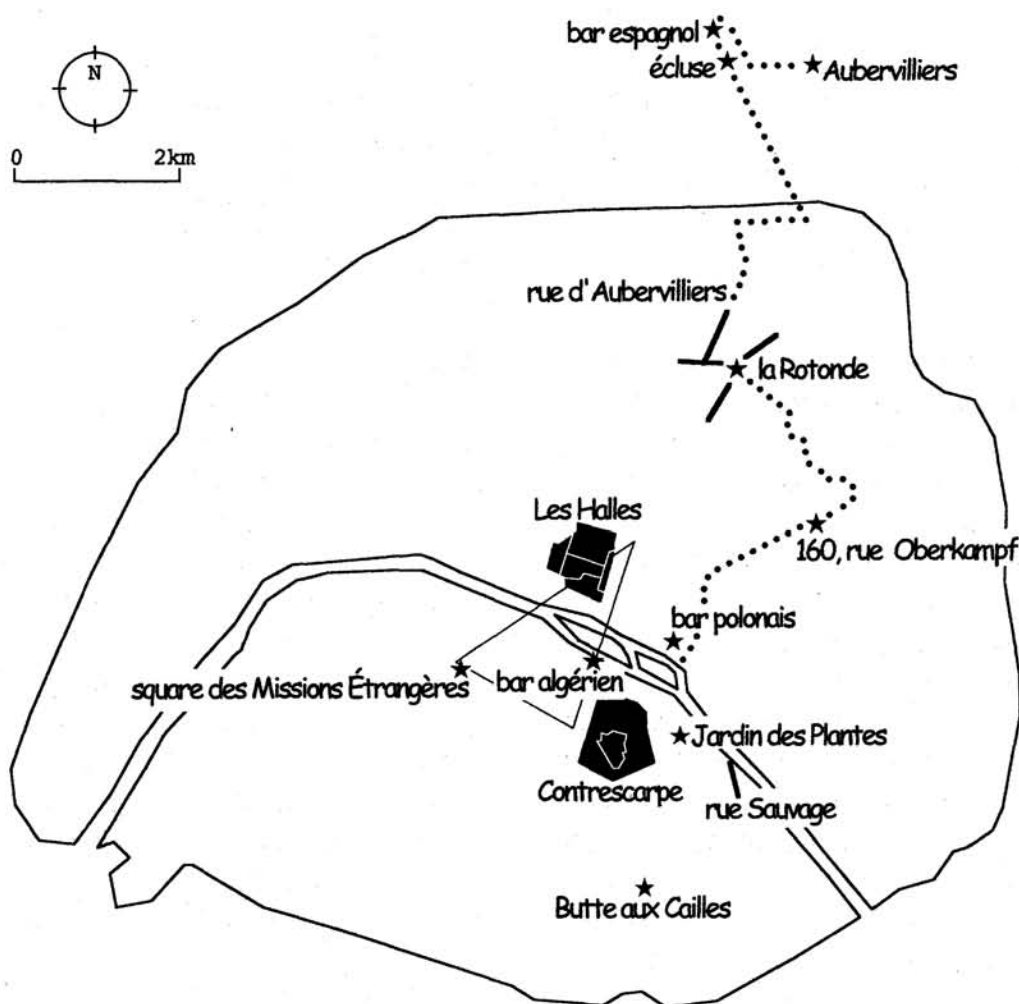 bar espagnol
écluse
Aubervilliers
N
0 2km
rue d'Aubervilliers
la Rotonde
Les Halles
160, rue Oberkampf
bar polonais
square des Missions Étrangères
bar algérien
Jardin des Plantes
Contrescarpe
rue Sauvage
Butte aux Cailles